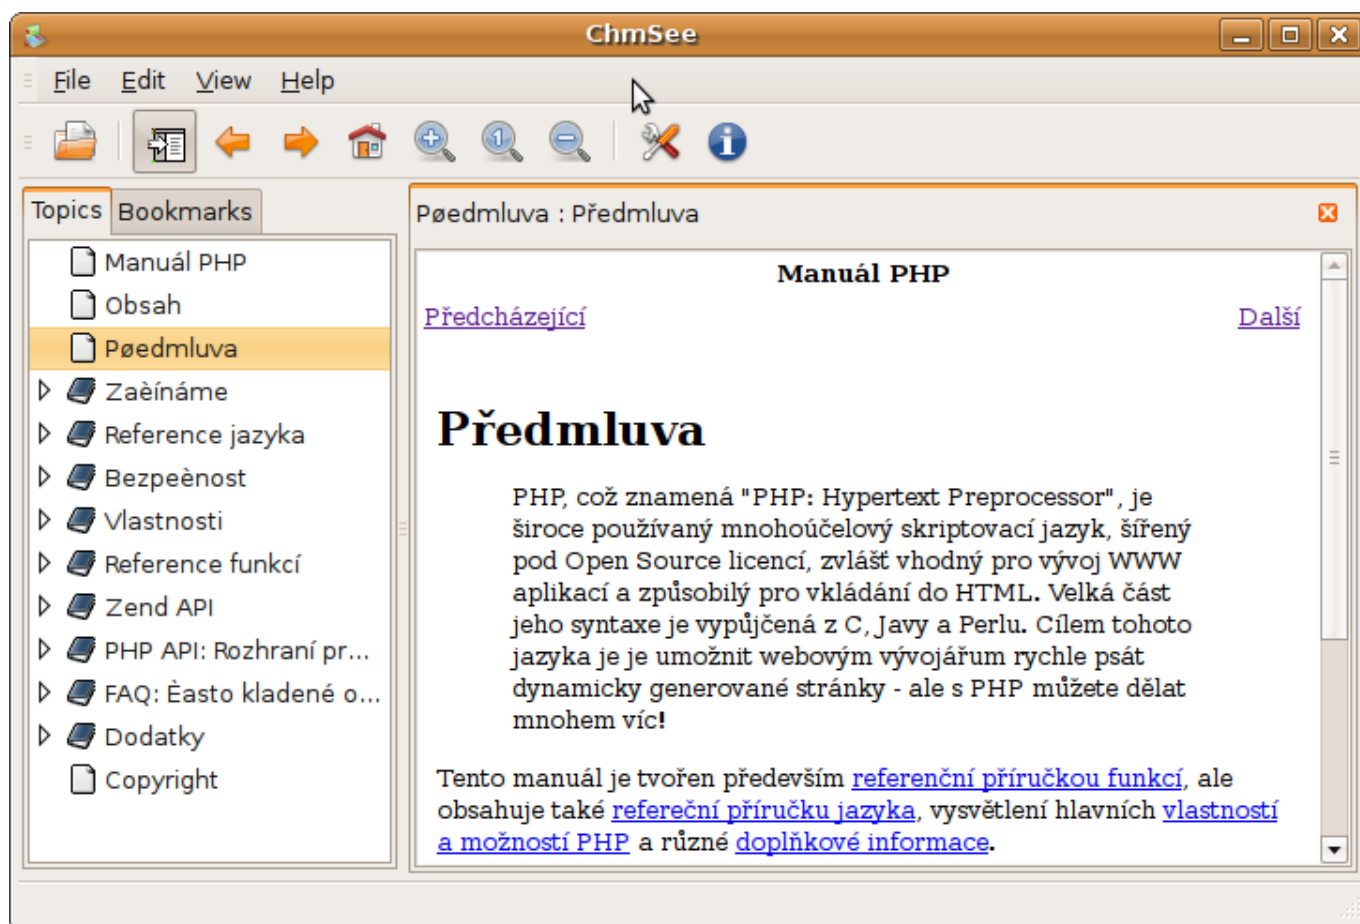 ChmSee
File Edit View Help
1
Topics Bookmarks
Manuál PHP
Obsah
Pøedmluva
Zaèínáme
Reference jazyka
Bezpeènost
Vlastnosti
Reference funkcí
Zend API
PHP API: Rozhraní pr...
FAQ: Èasto kladené o...
Dodatky
Copyright
Pøedmluva : Předmluva
Manuál PHP
Předcházející Další
Předmluva
PHP, což znamená "PHP: Hypertext Preprocessor", je
široce používaný mnohoúčelový skriptovací jazyk, šířený
pod Open Source licencí, zvlášť vhodný pro vývoj WWW
aplikací a způsobilý pro vkládání do HTML. Velká část
jeho syntaxe je vypůjčená z C, Javy a Perlu. Cílem tohoto
jazyka je je umožnit webovým vývojářum rychle psát
dynamicky generované stránky - ale s PHP můžete dělat
mnohem víc!
Tento manuál je tvořen především referenční příručkou funkcí, ale
obsahuje také refereční příručku jazyka, vysvětlení hlavních vlastností
a možností PHP a různé doplňkové informace.